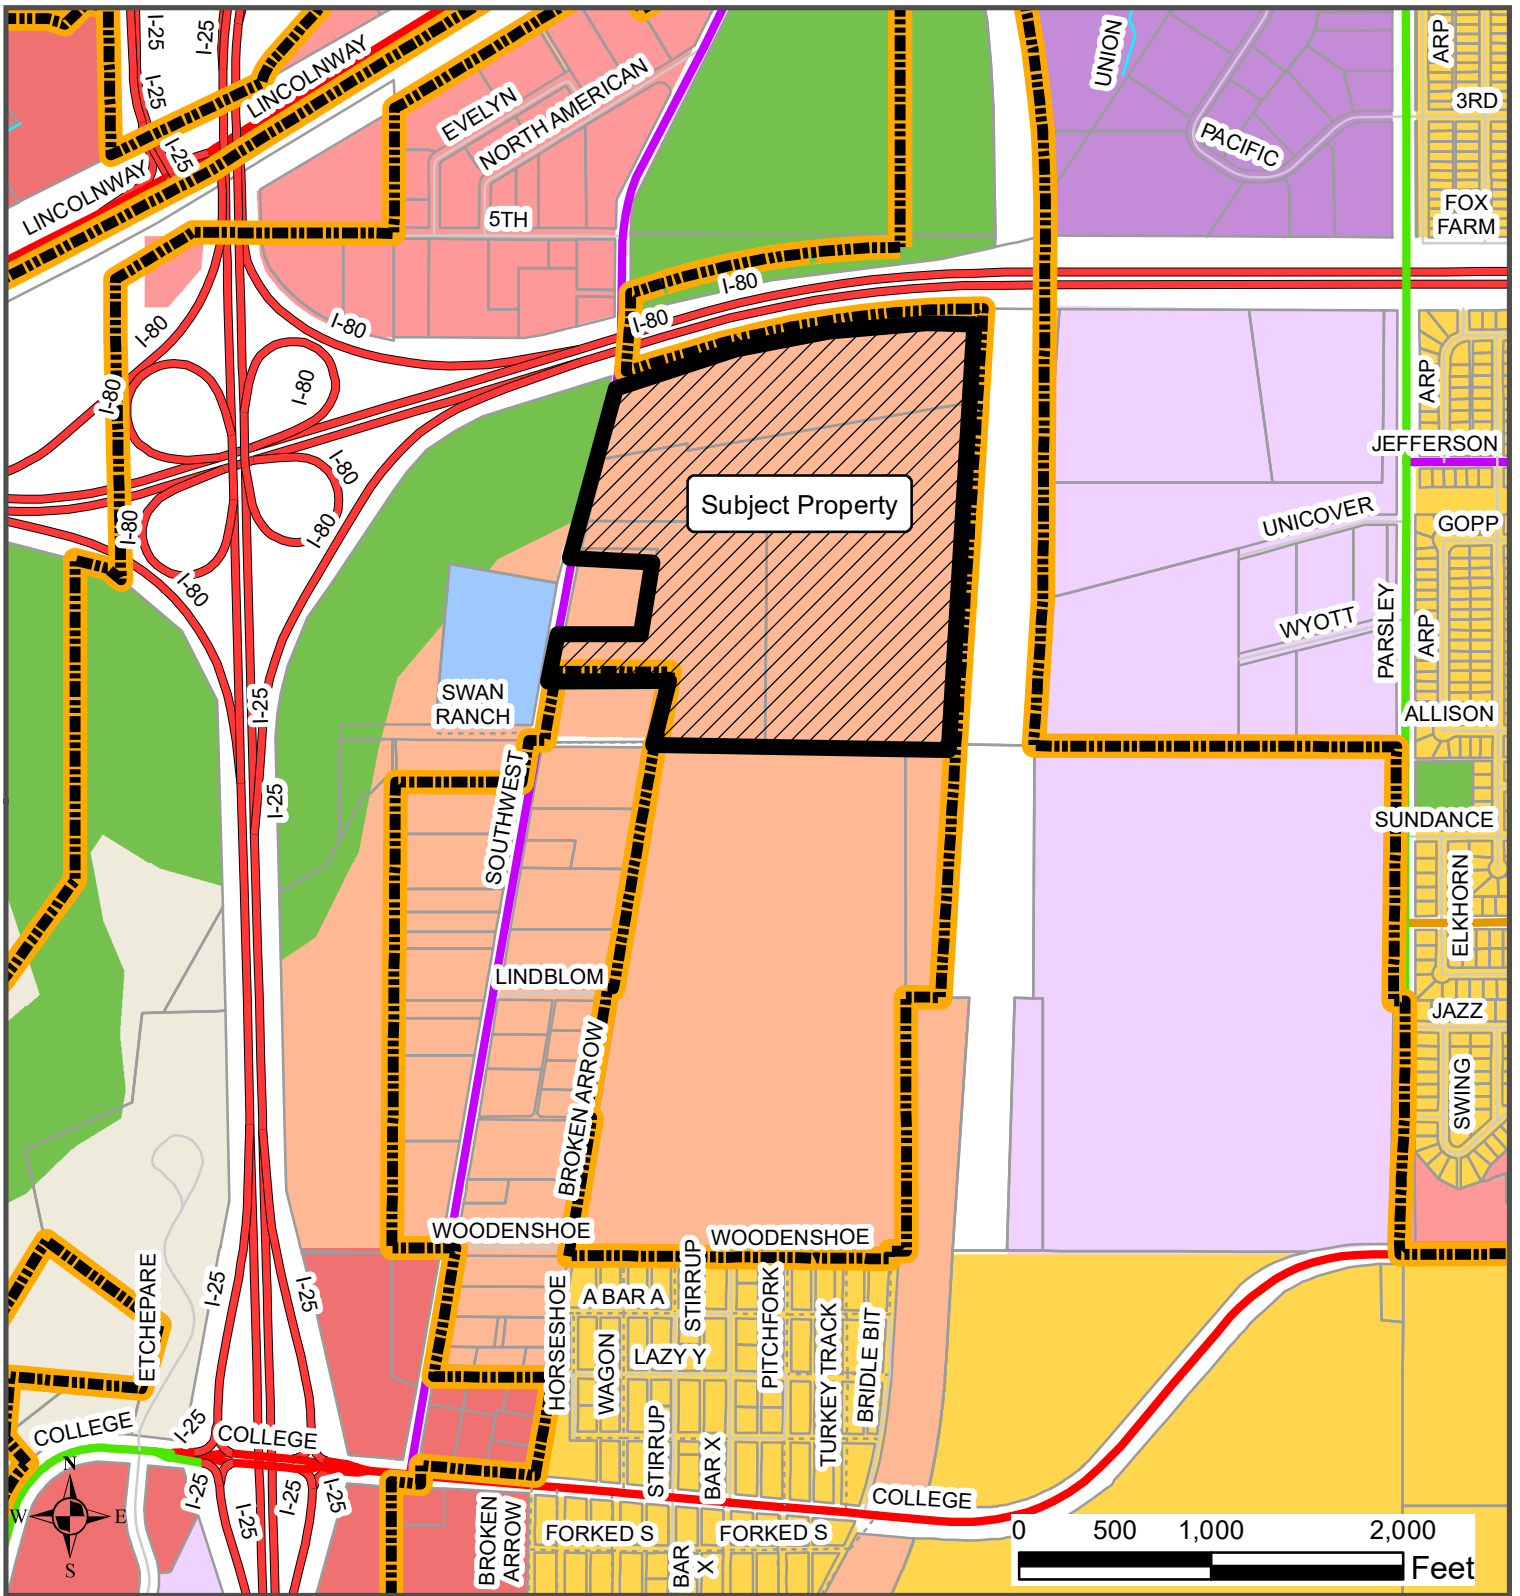 I-25
I-25
I-25
UNION
ARP
LINCOLNWAY
EVELYN
NORTH AMERICAN
3RD
I-25
PACIFIC
LINCOLNWAY
5TH
FOX
FARM
I-80
I-80
I-80
I-80
I-80
I-80
ARP
JEFFERSON
I-80
Subject Property
I-80
I-80
UNICOVER
GOPP
I-80
WYOTT
PARSLEY
ARP
SWAN
RANCH
I-25
ALLISON
I-25
SOUTHWEST
SUNDANCE
ELKHORN
LINDBLOM
JAZZ
BROKEN ARROW
SWING
WOODENSHOE
WOODENSHOE
ETCHEPARE
I-25
I-25
HORSESHOE
A BAR A
STIRRUP
PITCHFORK
TURKEY TRACK
BRIDLE BIT
WAGON
LAZY Y
COLLEGE
I-25
COLLEGE
STIRRUP
BAR X
N
W
E
S
I-25
I-25
I-25
I-25
BROKEN
ARROW
FORKED S
BAR
X
FORKED S
COLLEGE
0 500 1,000 2,000
Feet